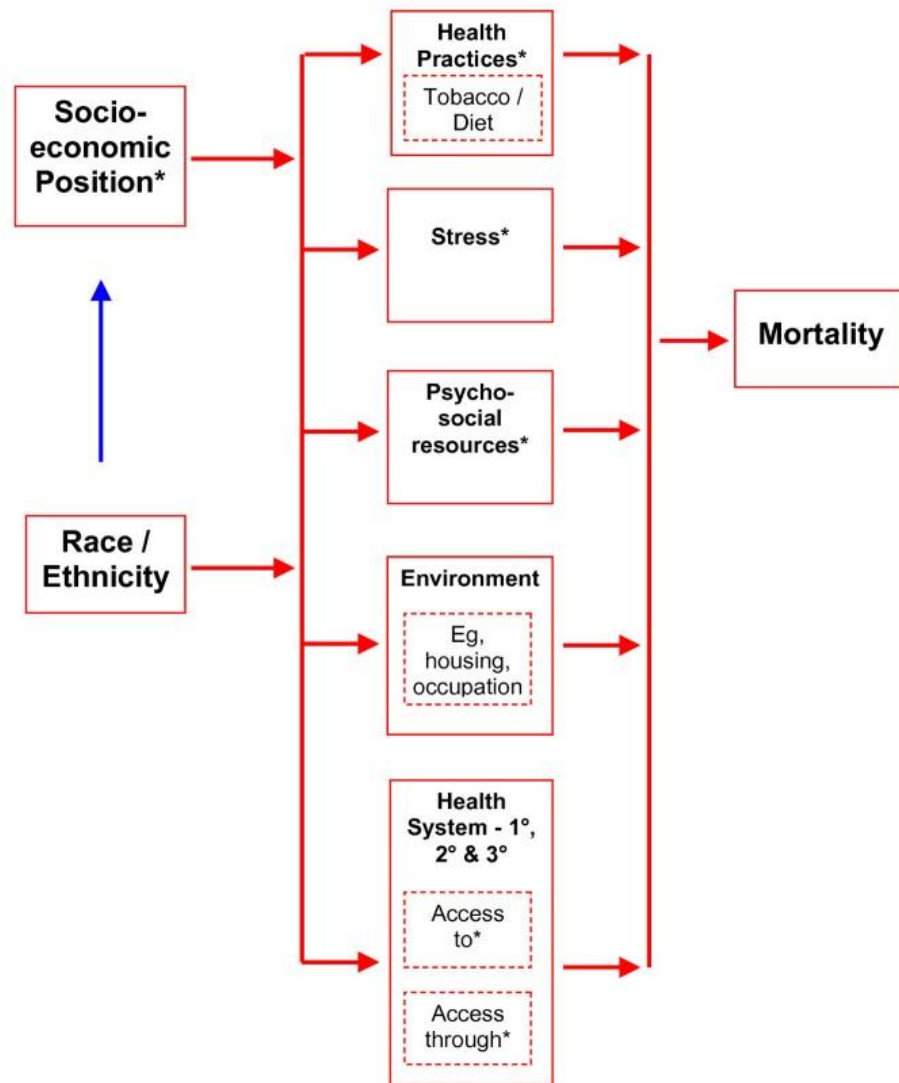 Socio-
economic
Position*
Race /
Ethnicity
Health
Practices*
Tobacco /
Diet
Stress*
Psycho-
social
resources*
Environment
Eg,
housing,
occupation
Health
System - 1°,
2° & 3°
Access
to*
Access
through*
Mortality